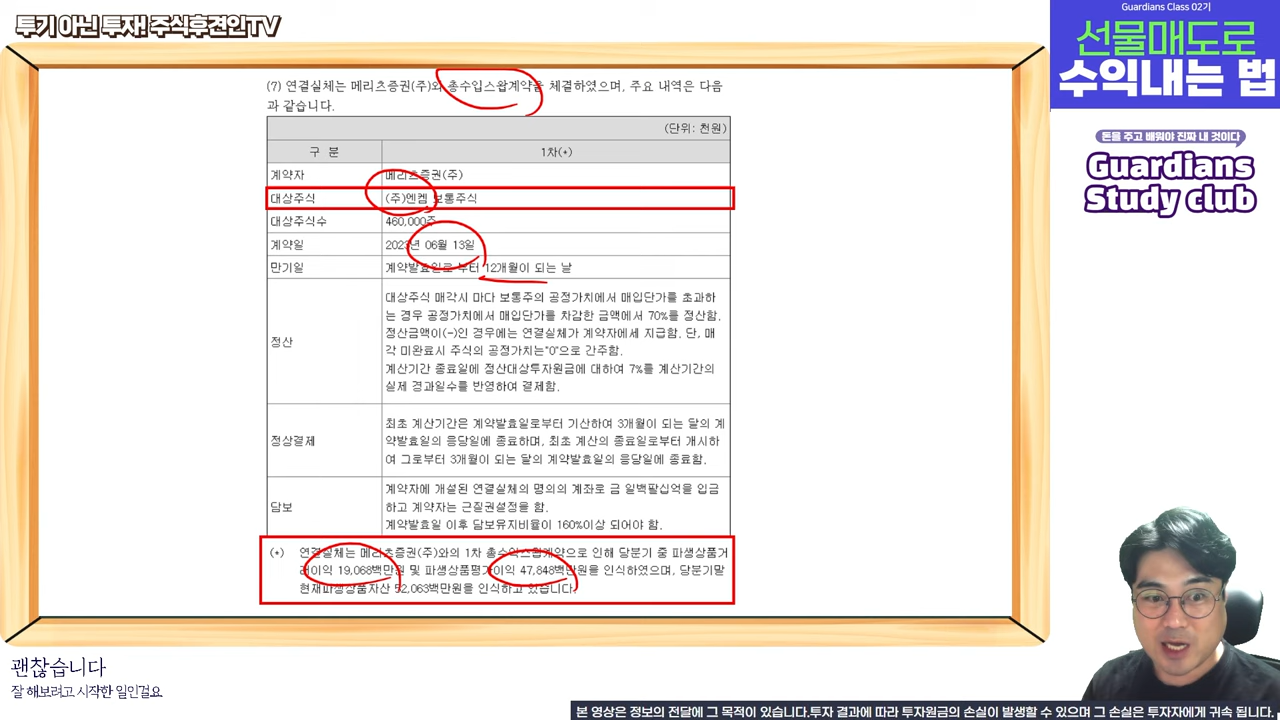 투기 아닌 투재! 주식후견인TV
Guardians Class 02기
선물매도로
수익내는 법
돈을 주고 배워야 진짜 내 것이다
Guardians
Study club
(7) 연결실체는 메리츠증권(주)와 총수입스왑계약을 체결하였으며, 주요 내역은 다음
과 같습니다.
(단위: 천원)
구 분 1차(*)
계약자 메리츠증권(주)
대상주식 (주)엔켐 보통주식
대상주식수 460,000주
계약일 2023년 06월 13일
만기일 계약발효일로 부터 12개월이 되는 날
정산
대상주식 매각시 마다 보통주의 공정가치에서 매입단가를 초과하
는 경우 공정가치에서 매입단가를 차감한 금액에서 70%를 정산함.
정산금액이(-)인 경우에는 연결실체가 계약자에세 지급함. 단, 매
각 미완료시 주식의 공정가치는"0"으로 간주함.
계산기간 종료일에 정산대상투자원금에 대하여 7%를 계산기간의
실제 경과일수를 반영하여 결제함.
정상결제
최초 계산기간은 계약발효일로부터 기산하여 3개월이 되는 달의 계
약발효일의 응당일에 종료하며, 최초 계산의 종료일로부터 개시하
여 그로부터 3개월이 되는 달의 계약발효일의 응당일에 종료함.
담보
계약자에 개설된 연결실체의 명의의 계좌로 금 일백팔십억을 입금
하고 계약자는 근질권설정을 함.
계약발효일 이후 담보유지비율이 160%이상 되어야 함.
(*) 연결실체는 메리츠증권(주)와의 1차 총수익스왑계약으로 인해 당분기 중 파생상품거
래이익 19,068백만원 및 파생상품평가이익 47,848백만원을 인식하였으며, 당분기말
현재파생상품자산 52,063백만원을 인식하고 있습니다.
괜찮습니다
잘 해보려고 시작한 일인걸요
본 영상은 정보의 전달에 그 목적이 있습니다.투자 결과에 따라 투자원금의 손실이 발생할 수 있으며 그 손실은 투자자에게 귀속 됩니다.